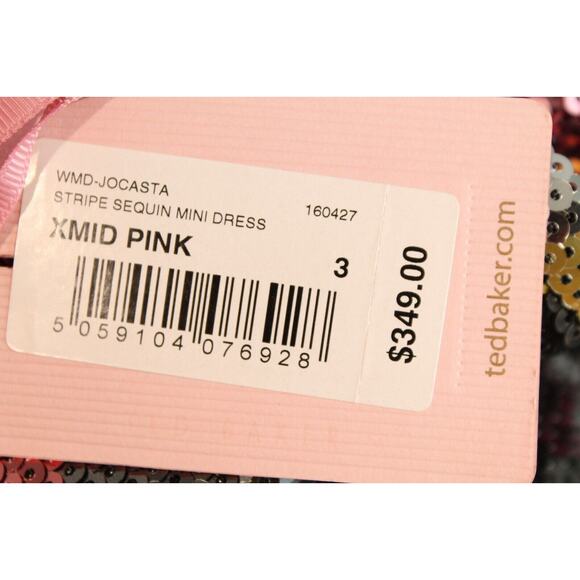 WMD-JOCASTA
STRIPE SEQUIN MINI DRESS 160427
XMID PINK
3
5 059104 076928
$349.00
tedbaker.com